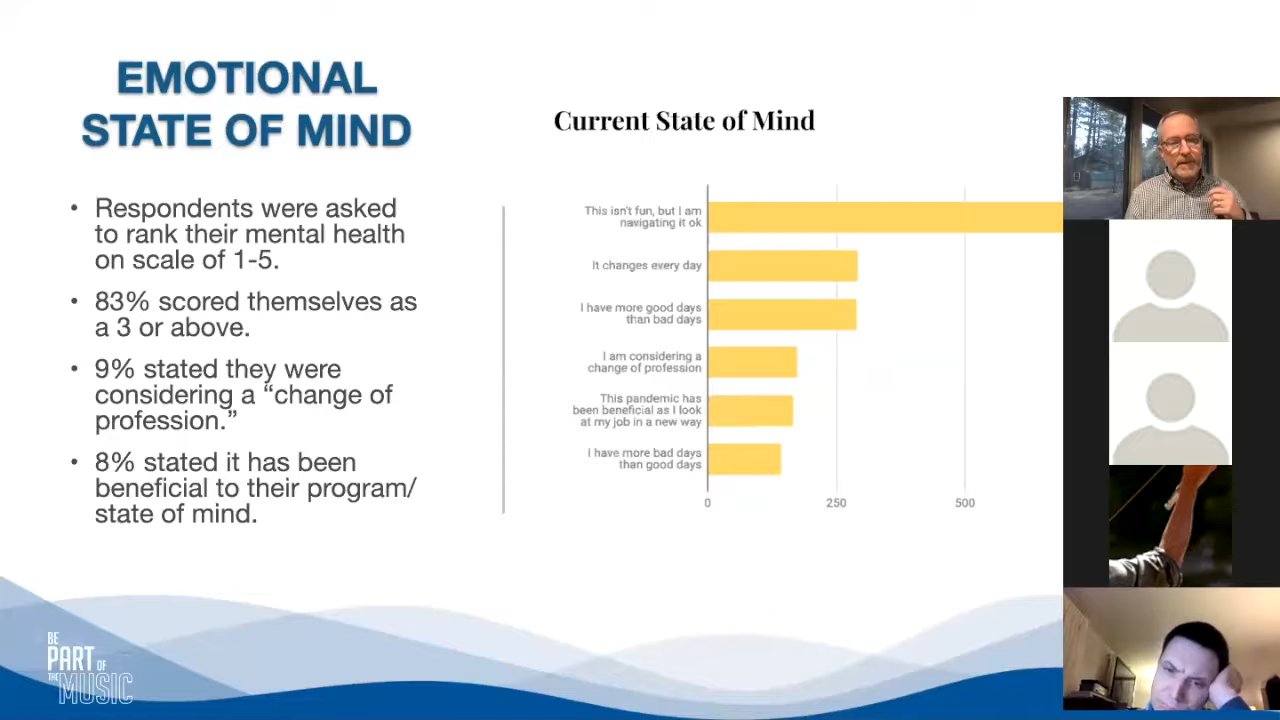 EMOTIONAL
STATE OF MIND
• Respondents were asked
to rank their mental health
on scale of 1-5.
• 83% scored themselves as
a 3 or above.
• 9% stated they were
considering a “change of
profession.”
• 8% stated it has been
beneficial to their program/
state of mind.
Current State of Mind
This isn't fun, but I am
navigating it ok
It changes every day
I have more good days
than bad days
I am considering a
change of profession
This pandemic has
been beneficial as I look
at my job in a new way
I have more bad days
than good days
0 250 500
BE
PART OF
THE MUSIC